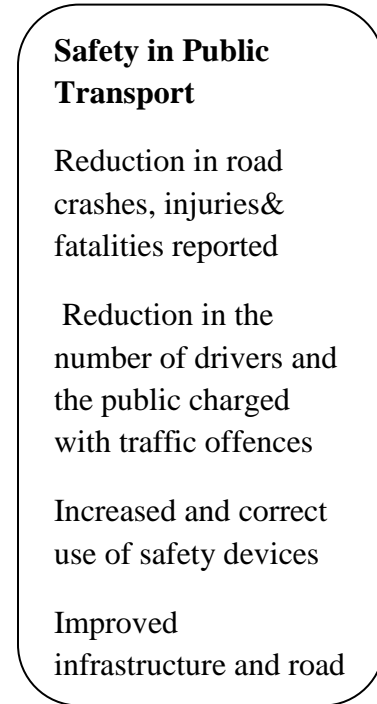 Safety in Public
Transport
Reduction in road
crashes, injuries&
fatalities reported
Reduction in the
number of drivers and
the public charged
with traffic offences
Increased and correct
use of safety devices
Improved
infrastructure and road